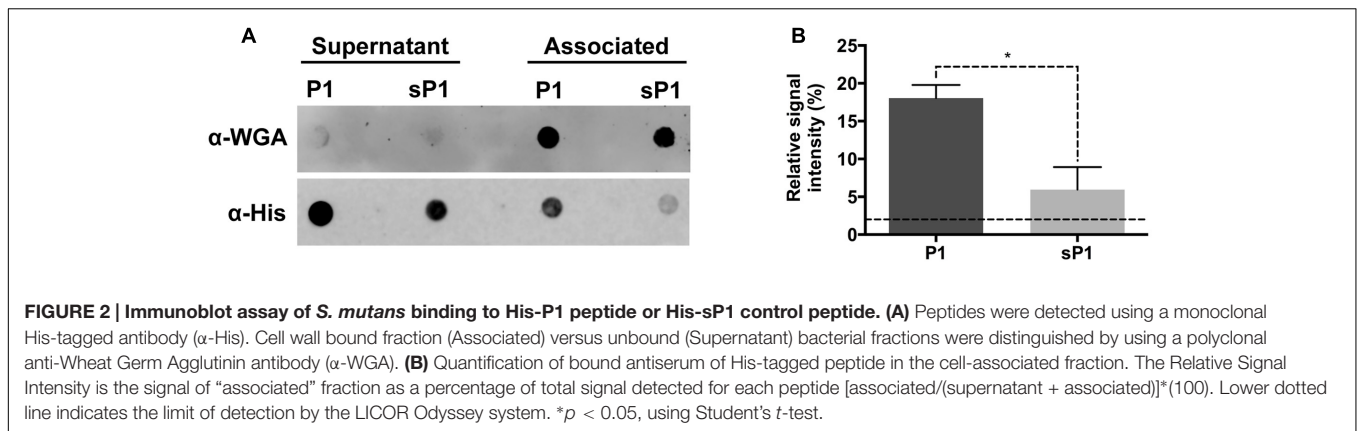 A
Supernatant Associated
P1 sP1 P1 sP1
α-WGA
α-His
B
Relative signal
intensity (%)
25
20
15
10
5
0
*
P1 sP1
FIGURE 2 | Immunoblot assay of S. mutans binding to His-P1 peptide or His-sP1 control peptide. (A) Peptides were detected using a monoclonal
His-tagged antibody (α-His). Cell wall bound fraction (Associated) versus unbound (Supernatant) bacterial fractions were distinguished by using a polyclonal
anti-Wheat Germ Agglutinin antibody (α-WGA). (B) Quantification of bound antiserum of His-tagged peptide in the cell-associated fraction. The Relative Signal
Intensity is the signal of “associated” fraction as a percentage of total signal detected for each peptide [associated/(supernatant + associated)]*(100). Lower dotted
line indicates the limit of detection by the LICOR Odyssey system. *p < 0.05, using Student’s t-test.